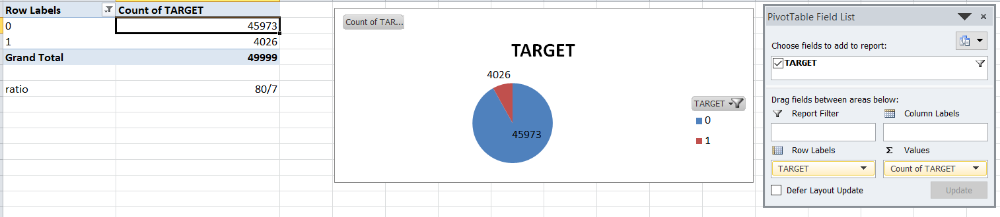 Row Labels Count of TARGET
0 45973
1 4026
Grand Total 49999
ratio 80/7
Count of TAR...
TARGET
4026
45973
TARGET
0
1
PivotTable Field List
Choose fields to add to report:
TARGET
Drag fields between areas below:
Report Filter Column Labels
Row Labels Σ Values
TARGET Count of TARGET
Defer Layout Update Update